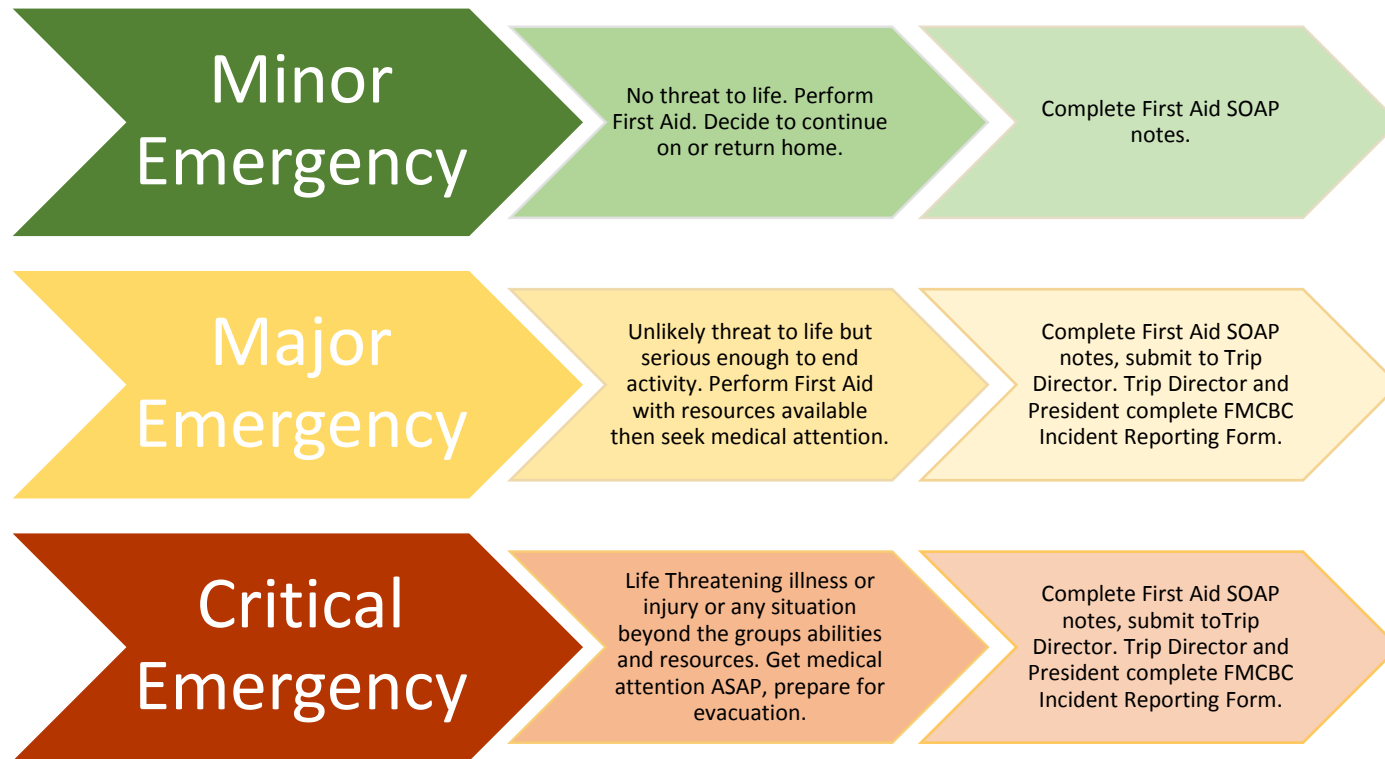 Minor
Emergency
No threat to life. Perform
First Aid. Decide to continue
on or return home.
Complete First Aid SOAP
notes.
Major
Emergency
Unlikely threat to life but
serious enough to end
activity. Perform First Aid
with resources available
then seek medical attention.
Complete First Aid SOAP
notes, submit to Trip
Director. Trip Director and
President complete FMCBC
Incident Reporting Form.
Critical
Emergency
Life Threatening illness or
injury or any situation
beyond the groups abilities
and resources. Get medical
attention ASAP, prepare for
evacuation.
Complete First Aid SOAP
notes, submit toTrip
Director. Trip Director and
President complete FMCBC
Incident Reporting Form.